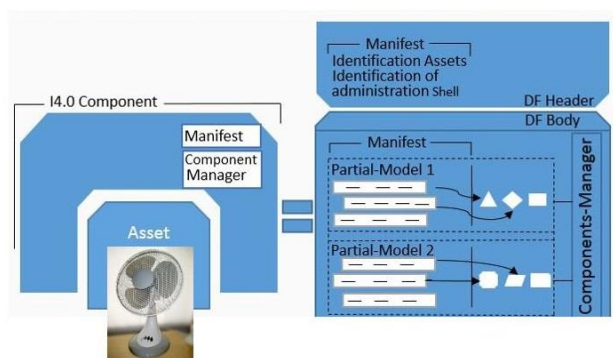 I4.0 Component
Manifest
Component
Manager
Asset
Manifest
Identification Assets
Identification of
administration Shell
DF Header
DF Body
Manifest
Partial-Model 1
Partial-Model 2
Components-Manager